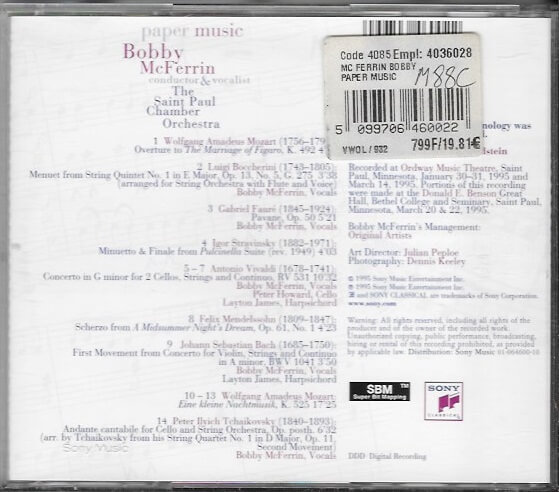 paper music
Bobby
McFerrin
conductor & vocalist
The
Saint Paul
Chamber
Orchestra
1 Wolfgang Amadeus Mozart (1756–179
Overture to The Marriage of Figaro, K. 492 4
2 Luigi Boccherini (1743–1805):
Menuet from String Quintet No. 1 in E Major, Op. 13, No. 5, G. 275 3'38
(arranged for String Orchestra with Flute and Voice)
Bobby McFerrin, Vocals
3 Gabriel Fauré (1845–1924):
Pavane, Op. 50 5'21
Bobby McFerrin, Vocals
4 Igor Stravinsky (1882–1971):
Minuetto & Finale from Pulcinella Suite (rev. 1949) 4'03
5 – 7 Antonio Vivaldi (1678–1741):
Concerto in G minor for 2 Cellos, Strings and Continuo, RV 531 10'32
Bobby McFerrin, Vocals
Peter Howard, Cello
Layton James, Harpsichord
8 Felix Mendelssohn (1809–1847):
Scherzo from A Midsummer Night's Dream, Op. 61, No. 1 4'23
9 Johann Sebastian Bach (1685–1750):
First Movement from Concerto for Violin, Strings and Continuo
in A minor, BWV 1041 3'50
Bobby McFerrin, Vocals
Layton James, Harpsichord
10 – 13 Wolfgang Amadeus Mozart:
Eine kleine Nachtmusik, K. 525 17'25
14 Peter Ilyich Tchaikovsky (1840–1893):
Andante cantabile for Cello and String Orchestra, Op. posth. 6'32
(arr. by Tchaikovsky from his String Quartet No. 1 in D Major, Op. 11,
Second Movement)
Bobby McFerrin, Vocals
Sony Music
Code 4085 Empl: 4036028
MC FERRIN BOBBY
PAPER MUSIC
M88C
5 099706 460022
VWOL / 932
799F/19.81€
nology was
Recorded at Ordway Music Theatre, Saint
Paul, Minnesota, January 30-31, 1995 and
March 14, 1995. Portions of this recording
were made at the Donald E. Benson Great
Hall, Bethel College and Seminary, Saint Paul,
Minnesota, March 20 & 22, 1995.
Bobby McFerrin's Management:
Original Artists
Art Director: Julian Peploe
Photography: Dennis Keeley
© 1995 Sony Music Entertainment Inc.
℗ 1995 Sony Music Entertainment Inc.
and SONY CLASSICAL are trademarks of Sony Corporation.
www.sony.com
Warning: All rights reserved, including all rights of the
producer and of the owner of the recorded work.
Unauthorized copying, public performance, broadcasting,
hiring or rental of this recording prohibited, as provided
by applicable law. Distribution: Sony Music 01-064600-10
SBM ™
Super Bit Mapping
SONY
CLASSICAL
DDD Digital Recording